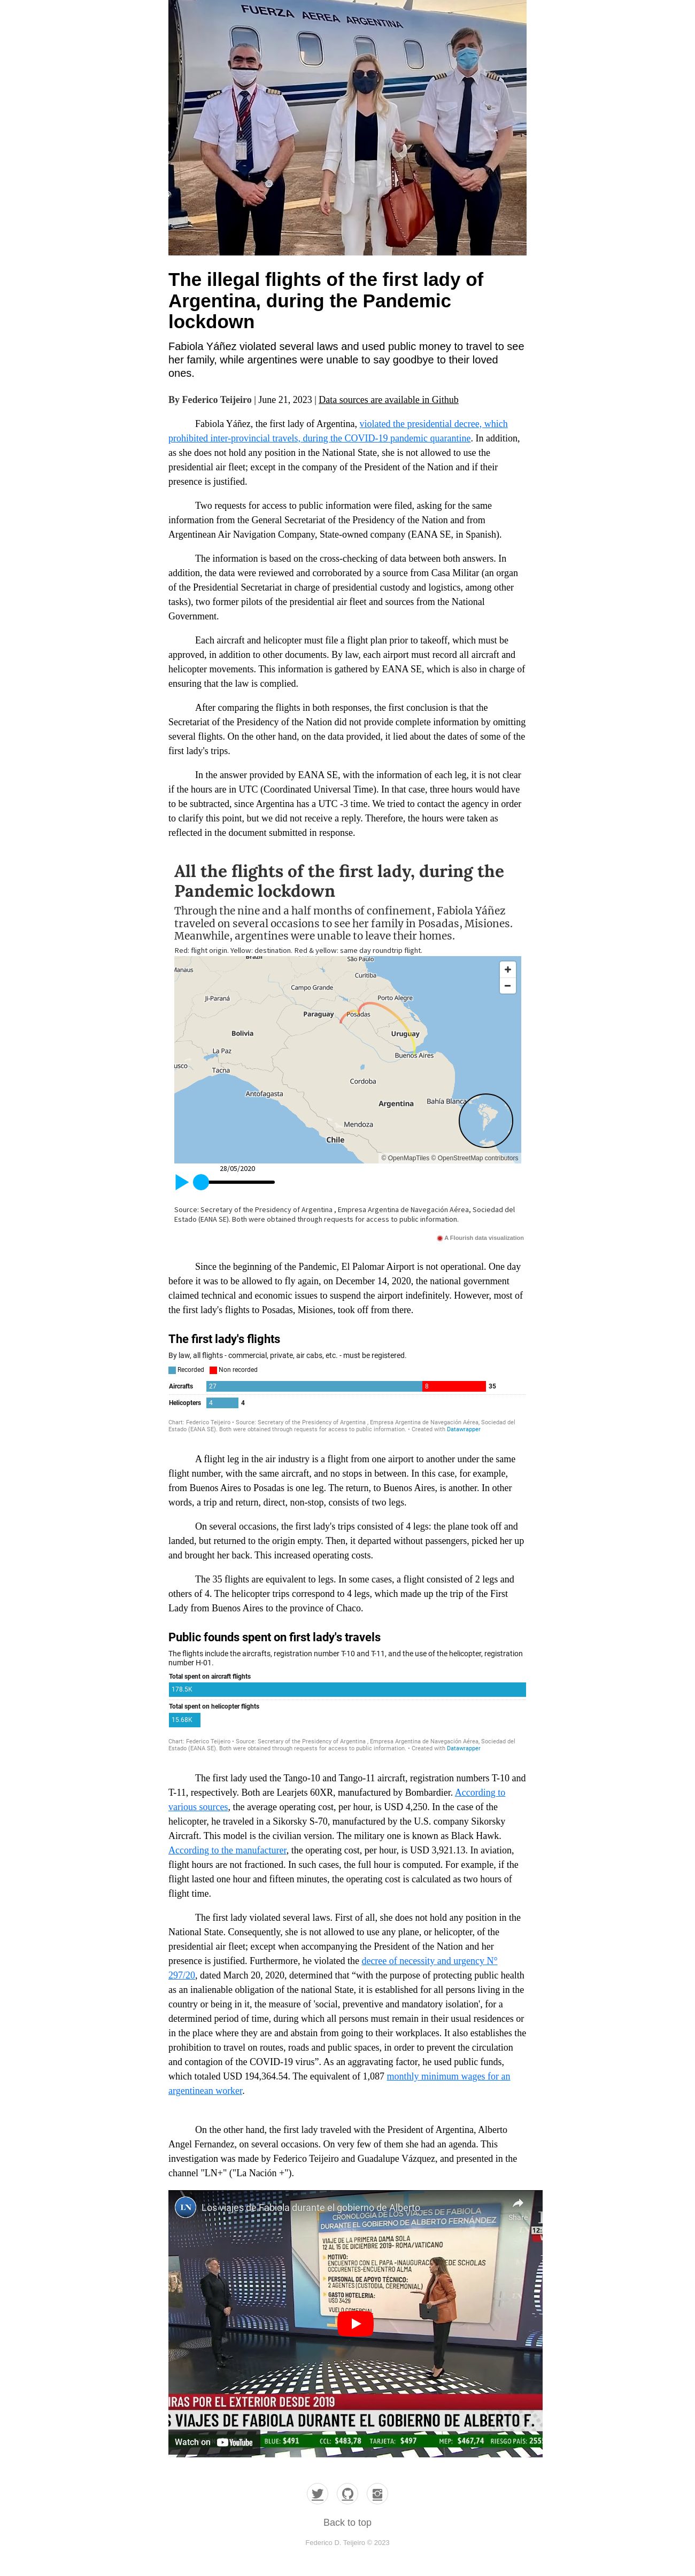 FUERZA AEREA ARGENTINA
The illegal flights of the first lady of
Argentina, during the Pandemic
lockdown
Fabiola Yáñez violated several laws and used public money to travel to see
her family, while argentines were unable to say goodbye to their loved
ones.
By Federico Teijeiro | June 21, 2023 | Data sources are available in Github
Fabiola Yáñez, the first lady of Argentina, violated the presidential decree, which
prohibited inter-provincial travels, during the COVID-19 pandemic quarantine. In addition,
as she does not hold any position in the National State, she is not allowed to use the
presidential air fleet; except in the company of the President of the Nation and if their
presence is justified.
Two requests for access to public information were filed, asking for the same
information from the General Secretariat of the Presidency of the Nation and from
Argentinean Air Navigation Company, State-owned company (EANA SE, in Spanish).
The information is based on the cross-checking of data between both answers. In
addition, the data were reviewed and corroborated by a source from Casa Militar (an organ
of the Presidential Secretariat in charge of presidential custody and logistics, among other
tasks), two former pilots of the presidential air fleet and sources from the National
Government.
Each aircraft and helicopter must file a flight plan prior to takeoff, which must be
approved, in addition to other documents. By law, each airport must record all aircraft and
helicopter movements. This information is gathered by EANA SE, which is also in charge of
ensuring that the law is complied.
After comparing the flights in both responses, the first conclusion is that the
Secretariat of the Presidency of the Nation did not provide complete information by omitting
several flights. On the other hand, on the data provided, it lied about the dates of some of the
first lady's trips.
In the answer provided by EANA SE, with the information of each leg, it is not clear
if the hours are in UTC (Coordinated Universal Time). In that case, three hours would have
to be subtracted, since Argentina has a UTC -3 time. We tried to contact the agency in order
to clarify this point, but we did not receive a reply. Therefore, the hours were taken as
reflected in the document submitted in response.
All the flights of the first lady, during the
Pandemic lockdown
Through the nine and a half months of confinement, Fabiola Yáñez
traveled on several occasions to see her family in Posadas, Misiones.
Meanwhile, argentines were unable to leave their homes.
Red: flight origin. Yellow: destination. Red & yellow: same day roundtrip flight.
Brazil
São Paulo
Manaus
Curitiba
Campo Grande
Ji-Paraná
Porto Alegre
Paraguay
Posadas
Bolivia
Uruguay
La Paz
Buenos Aires
usco
Tacna
Cordoba
Antofagasta
Argentina
Bahía Blanca
Mendoza
Chile
+
−
© OpenMapTiles © OpenStreetMap contributors
28/05/2020
Source: Secretary of the Presidency of Argentina , Empresa Argentina de Navegación Aérea, Sociedad del
Estado (EANA SE). Both were obtained through requests for access to public information.
A Flourish data visualization
Since the beginning of the Pandemic, El Palomar Airport is not operational. One day
before it was to be allowed to fly again, on December 14, 2020, the national government
claimed technical and economic issues to suspend the airport indefinitely. However, most of
the first lady's flights to Posadas, Misiones, took off from there.
The first lady's flights
By law, all flights - commercial, private, air cabs, etc. - must be registered.
Recorded Non recorded
Aircrafts 27 8 35
Helicopters 4 4
Chart: Federico Teijeiro • Source: Secretary of the Presidency of Argentina , Empresa Argentina de Navegación Aérea, Sociedad del
Estado (EANA SE). Both were obtained through requests for access to public information. • Created with Datawrapper
A flight leg in the air industry is a flight from one airport to another under the same
flight number, with the same aircraft, and no stops in between. In this case, for example,
from Buenos Aires to Posadas is one leg. The return, to Buenos Aires, is another. In other
words, a trip and return, direct, non-stop, consists of two legs.
On several occasions, the first lady's trips consisted of 4 legs: the plane took off and
landed, but returned to the origin empty. Then, it departed without passengers, picked her up
and brought her back. This increased operating costs.
The 35 flights are equivalent to legs. In some cases, a flight consisted of 2 legs and
others of 4. The helicopter trips correspond to 4 legs, which made up the trip of the First
Lady from Buenos Aires to the province of Chaco.
Public founds spent on first lady's travels
The flights include the aircrafts, registration number T-10 and T-11, and the use of the helicopter, registration
number H-01.
Total spent on aircraft flights
178.5K
Total spent on helicopter flights
15.68K
Chart: Federico Teijeiro • Source: Secretary of the Presidency of Argentina , Empresa Argentina de Navegación Aérea, Sociedad del
Estado (EANA SE). Both were obtained through requests for access to public information. • Created with Datawrapper
The first lady used the Tango-10 and Tango-11 aircraft, registration numbers T-10 and
T-11, respectively. Both are Learjets 60XR, manufactured by Bombardier. According to
various sources, the average operating cost, per hour, is USD 4,250. In the case of the
helicopter, he traveled in a Sikorsky S-70, manufactured by the U.S. company Sikorsky
Aircraft. This model is the civilian version. The military one is known as Black Hawk.
According to the manufacturer, the operating cost, per hour, is USD 3,921.13. In aviation,
flight hours are not fractioned. In such cases, the full hour is computed. For example, if the
flight lasted one hour and fifteen minutes, the operating cost is calculated as two hours of
flight time.
The first lady violated several laws. First of all, she does not hold any position in the
National State. Consequently, she is not allowed to use any plane, or helicopter, of the
presidential air fleet; except when accompanying the President of the Nation and her
presence is justified. Furthermore, he violated the decree of necessity and urgency N°
297/20, dated March 20, 2020, determined that “with the purpose of protecting public health
as an inalienable obligation of the national State, it is established for all persons living in the
country or being in it, the measure of 'social, preventive and mandatory isolation', for a
determined period of time, during which all persons must remain in their usual residences or
in the place where they are and abstain from going to their workplaces. It also establishes the
prohibition to travel on routes, roads and public spaces, in order to prevent the circulation
and contagion of the COVID-19 virus”. As an aggravating factor, he used public funds,
which totaled USD 194,364.54. The equivalent of 1,087 monthly minimum wages for an
argentinean worker.
On the other hand, the first lady traveled with the President of Argentina, Alberto
Angel Fernandez, on several occasions. On very few of them she had an agenda. This
investigation was made by Federico Teijeiro and Guadalupe Vázquez, and presented in the
channel "LN+" ("La Nación +").
LN
Los viajes de Fabiola durante el gobierno de Alberto
Share
CRONOLOGÍA DE LOS VIAJES DE FABIOLA
DURANTE EL GOBIERNO DE ALBERTO FERNÁNDEZ
VIAJE DE LA PRIMERA DAMA SOLA
12 AL 15 DE DICIEMBRE 2019- ROMA/VATICANO
MOTIVO:
ENCUENTRO CON EL PAPA -INAUGURAC DE SCHOLAS
OCCURENTES-ENCUENTRO ALMA
PERSONAL DE APOYO TÉCNICO:
2 AGENTES (CUSTODIA, CEREMONIAL)
GASTO HOTELERIA:
USD 3429
VUELO COMERCIAL
12:
IRAS POR EL EXTERIOR DESDE 2019
S VIAJES DE FABIOLA DURANTE EL GOBIERNO DE ALBERTO F.
Watch on YouTube
BLUE: $491 CCL: $483,78 TARJETA: $497 MEP: $467,74 RIESGO PAÍS: 255
Back to top
Federico D. Teijeiro © 2023